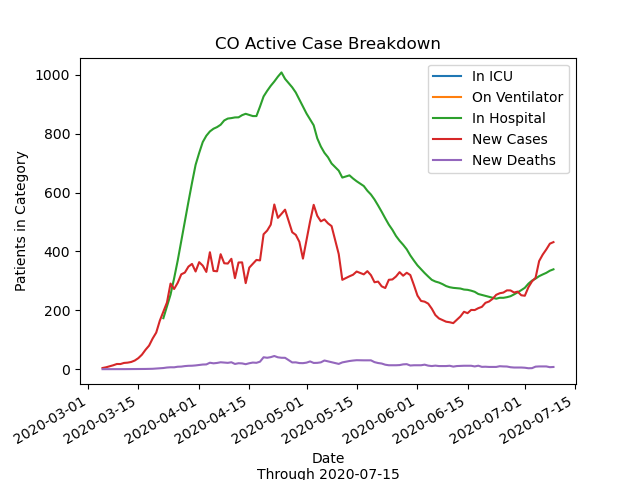 CO Active Case Breakdown
In ICU
On Ventilator
In Hospital
New Cases
New Deaths
Patients in Category
1000
800
600
400
200
0
2020-03-01
2020-03-15
2020-04-01
2020-04-15
2020-05-01
2020-05-15
2020-06-01
2020-06-15
2020-07-01
2020-07-15
Date
Through 2020-07-15